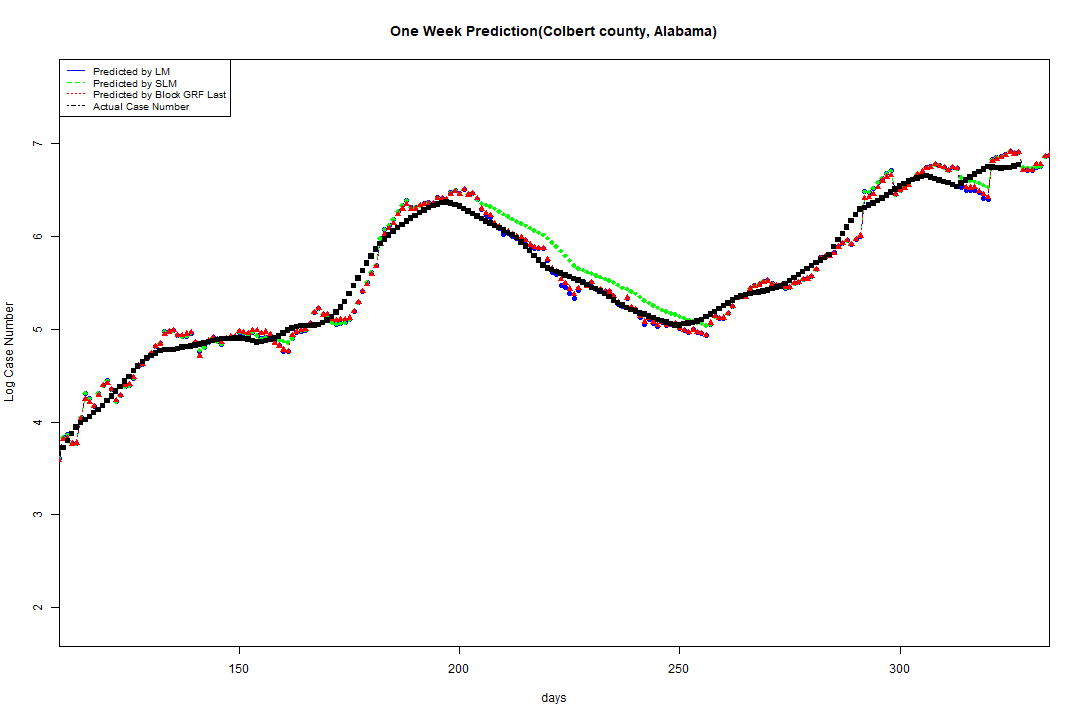 One Week Prediction(Colbert county, Alabama)
Predicted by LM
Predicted by SLM
Predicted by Block GRF Last
Actual Case Number
7
6
5
4
3
2
Log Case Number
150 200 250 300
days